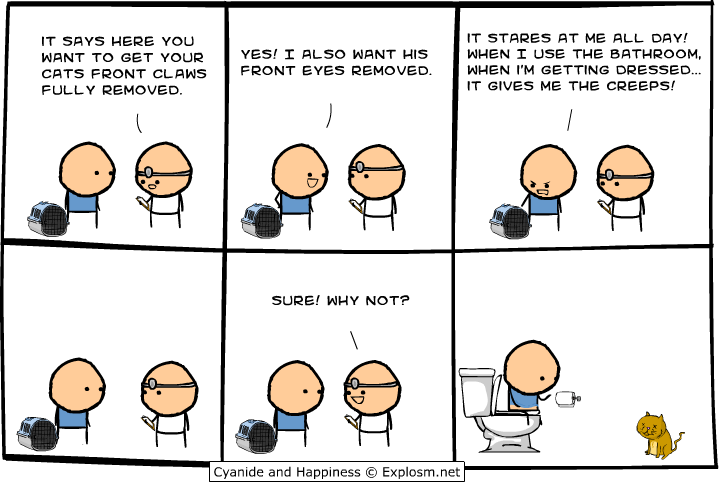 IT SAYS HERE YOU
WANT TO GET YOUR
CATS FRONT CLAWS
FULLY REMOVED.
YES! I ALSO WANT HIS
FRONT EYES REMOVED.
IT STARES AT ME ALL DAY!
WHEN I USE THE BATHROOM,
WHEN I'M GETTING DRESSED...
IT GIVES ME THE CREEPS!
SURE! WHY NOT?
Cyanide and Happiness © Explosm.net